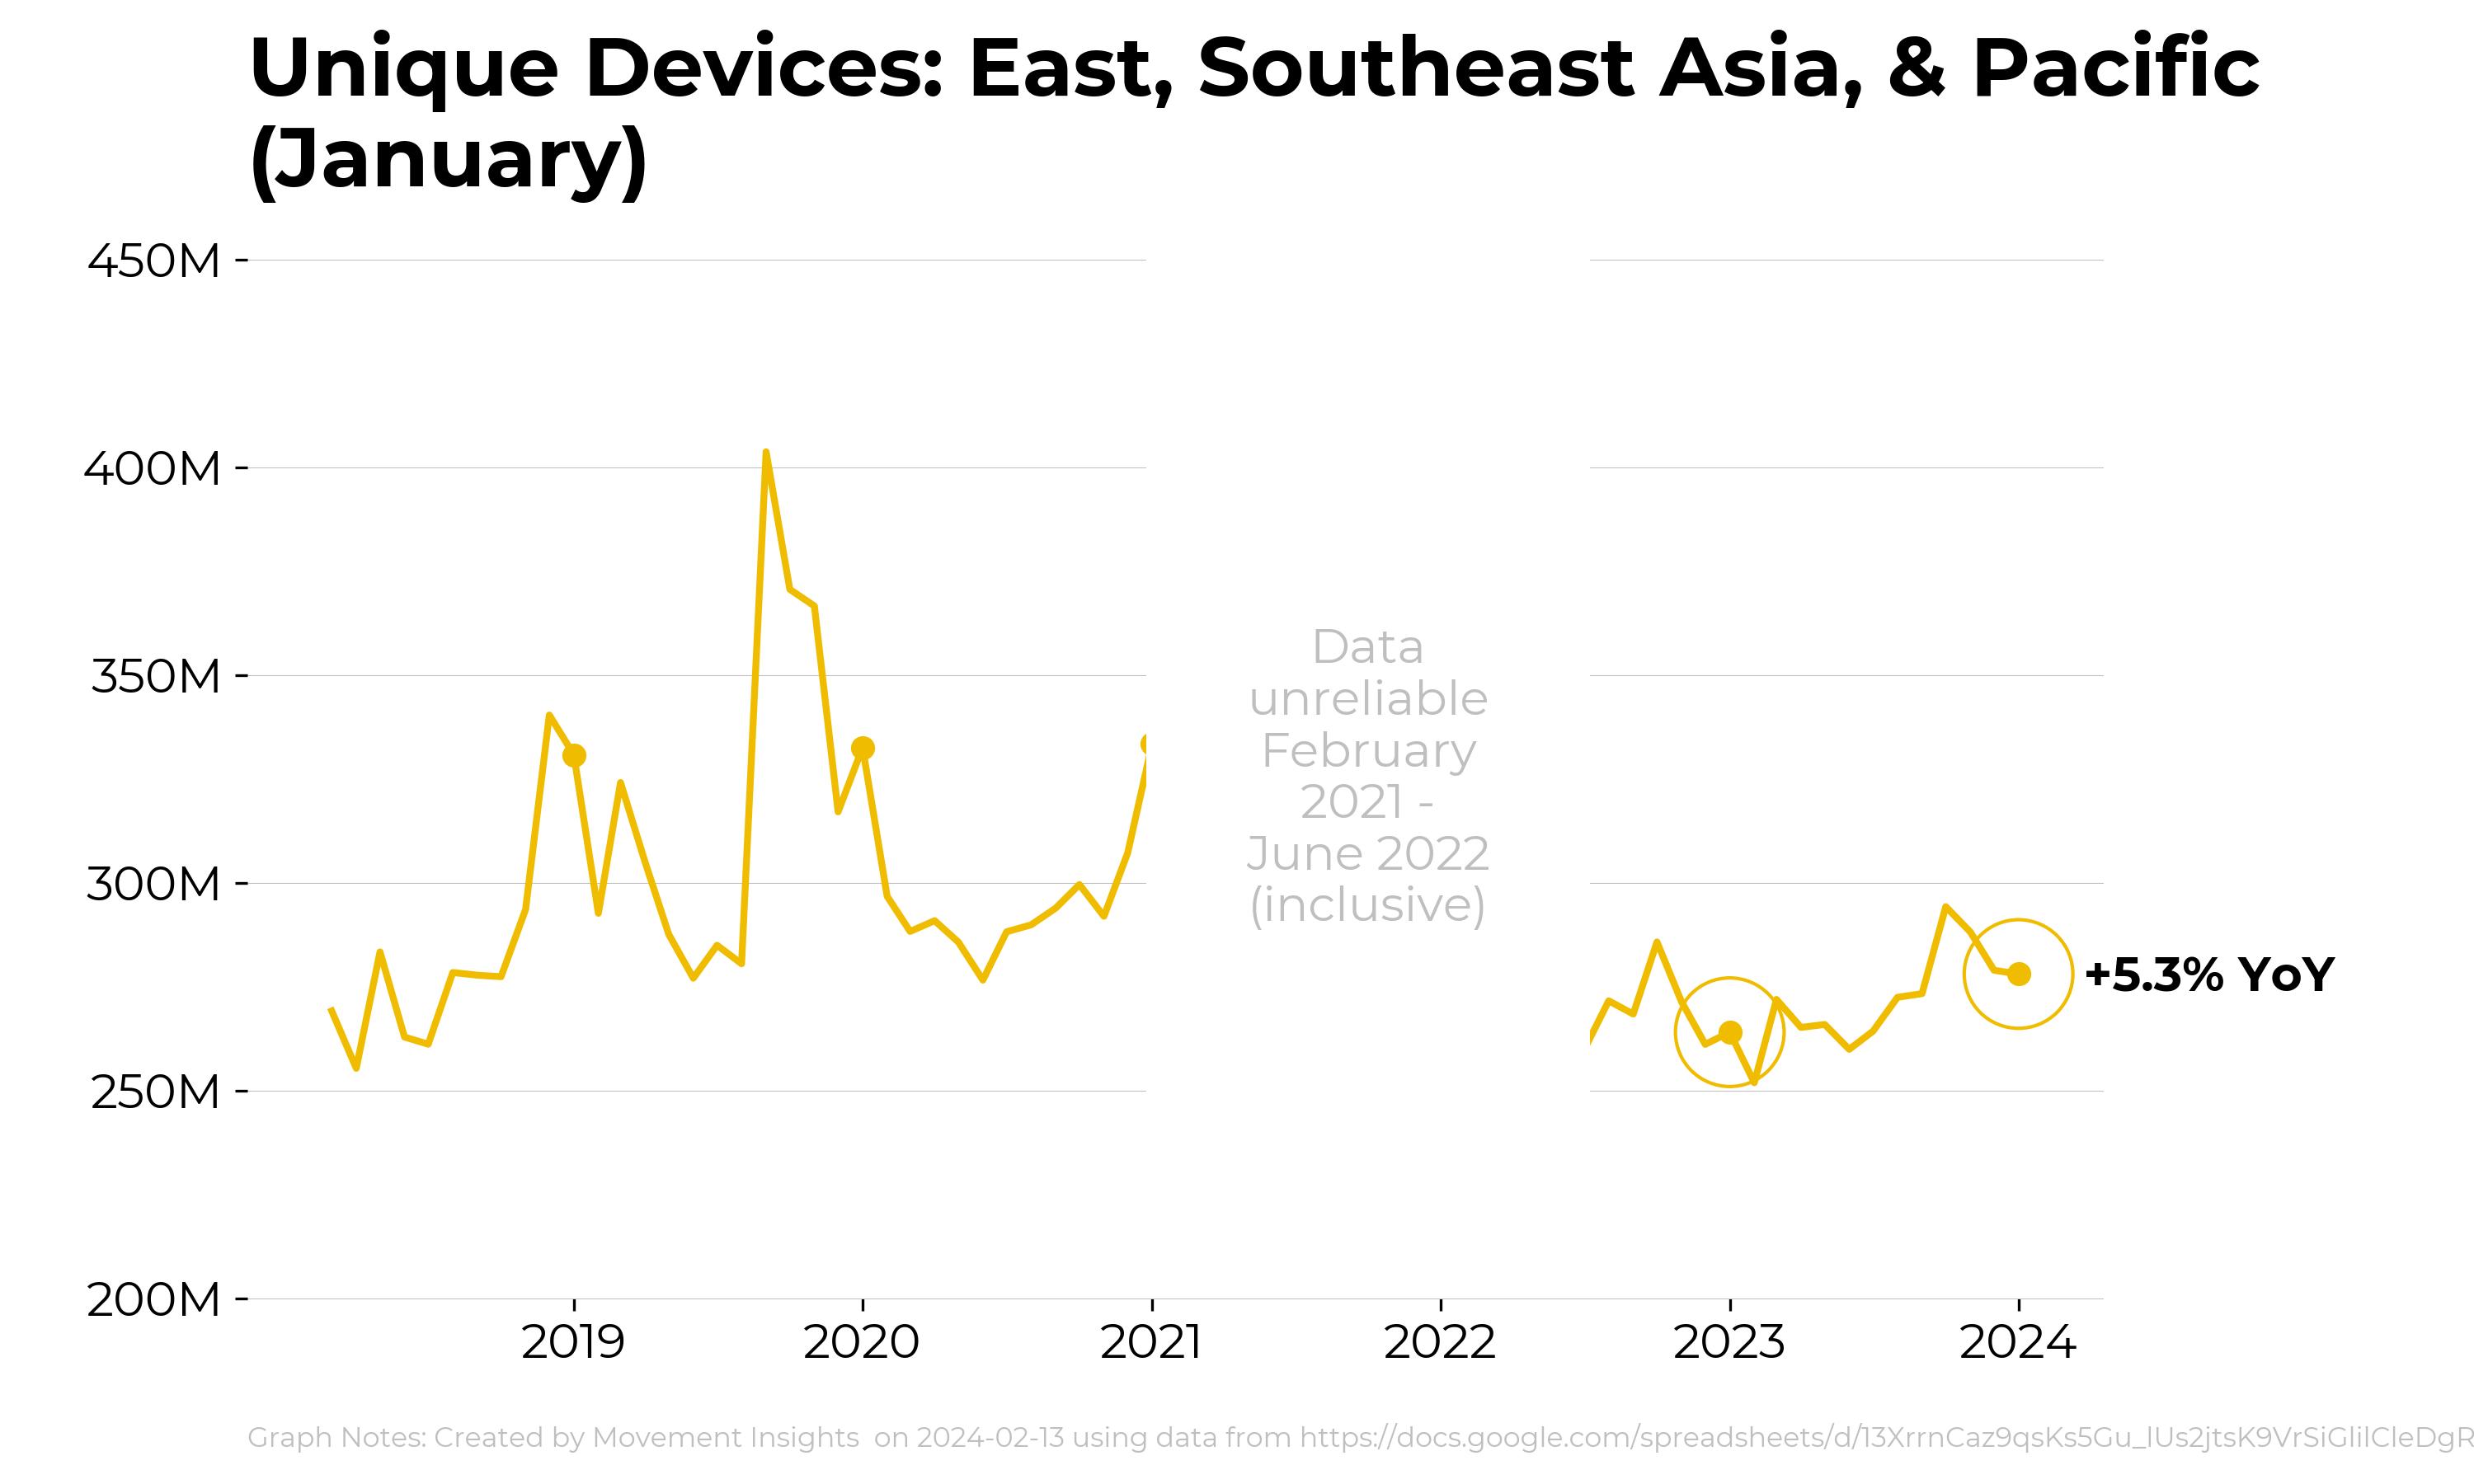 Unique Devices: East, Southeast Asia, & Pacific
(January)
450M
400M
350M
300M
250M
200M
Data
unreliable
February
2021 -
June 2022
(inclusive)
+5.3% YoY
2019
2020
2021
2022
2023
2024
Graph Notes: Created by Movement Insights  on 2024-02-13 using data from https://docs.google.com/spreadsheets/d/13XrrnCaz9qsKs5Gu_lUs2jtsK9VrSiGlilCleDgR